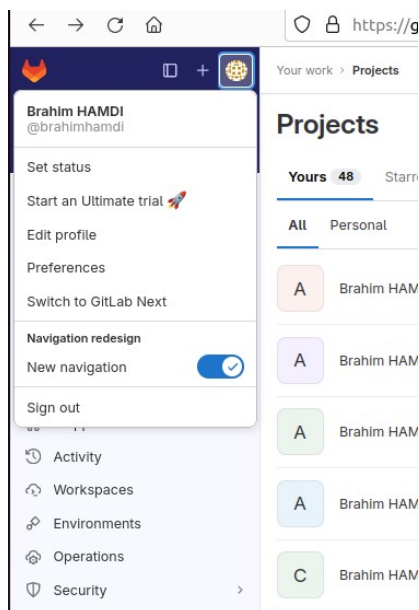 https://g
Your work > Projects
Brahim HAMDI
@brahimhamdi
Set status
Start an Ultimate trial 🚀
Edit profile
Preferences
Switch to GitLab Next
Navigation redesign
New navigation
Sign out
Activity
Workspaces
Environments
Operations
Security
Projects
Yours 48 Starr
All Personal
A Brahim HAM
A Brahim HAM
A Brahim HAM
A Brahim HAM
C Brahim HAM